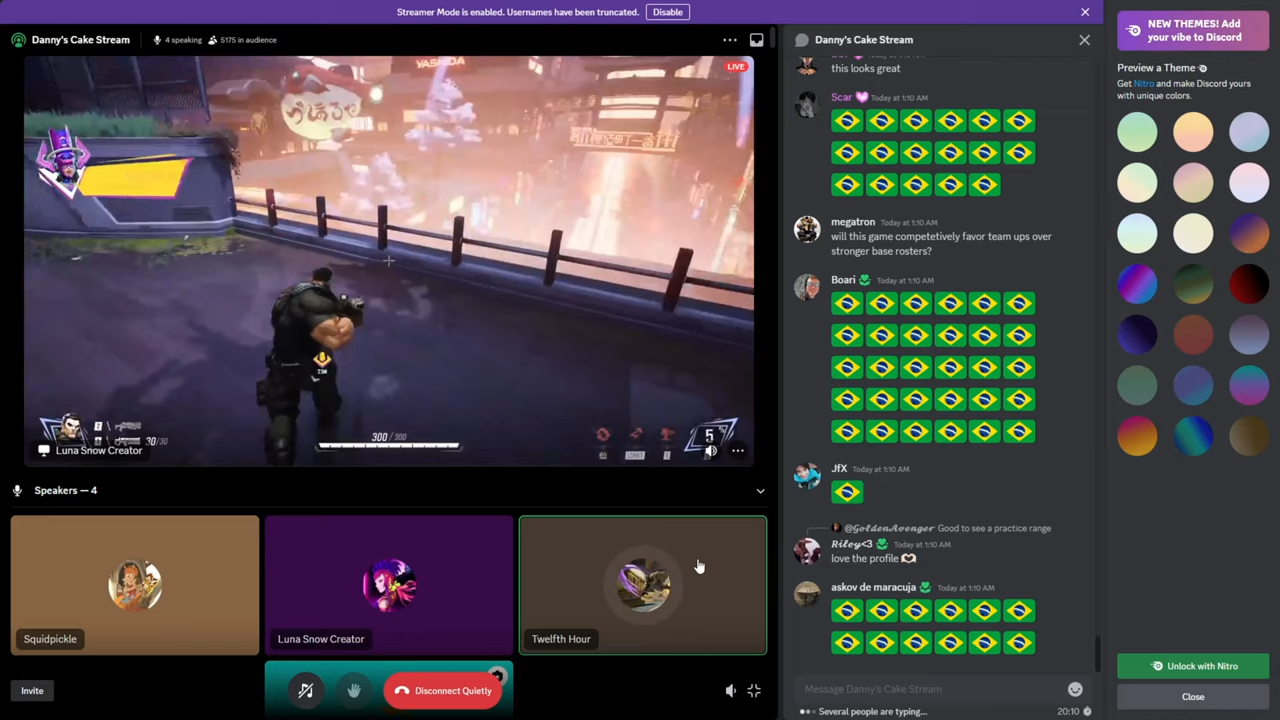 Streamer Mode is enabled. Usernames have been truncated.
Disable
Danny's Cake Stream
4 speaking
5175 in audience
YASHIDA
LIVE
300/300
30/30
5
Luna Snow Creator
Speakers — 4
Squidpickle
Luna Snow Creator
Twelfth Hour
Invite
Disconnect Quietly
Danny's Cake Stream
this looks great
Scar Today at 1:10 AM
megatron Today at 1:10 AM
will this game competetively favor team ups over
stronger base rosters?
Boari Today at 1:10 AM
JfX Today at 1:10 AM
@GoldenAvenger Good to see a practice range
Riley<3 Today at 1:10 AM
love the profile
askov de maracuja Today at 1:10 AM
Message Danny's Cake Stream
Several people are typing...
20:10
NEW THEMES! Add
your vibe to Discord
Preview a Theme
Get Nitro and make Discord yours
with unique colors.
Unlock with Nitro
Close